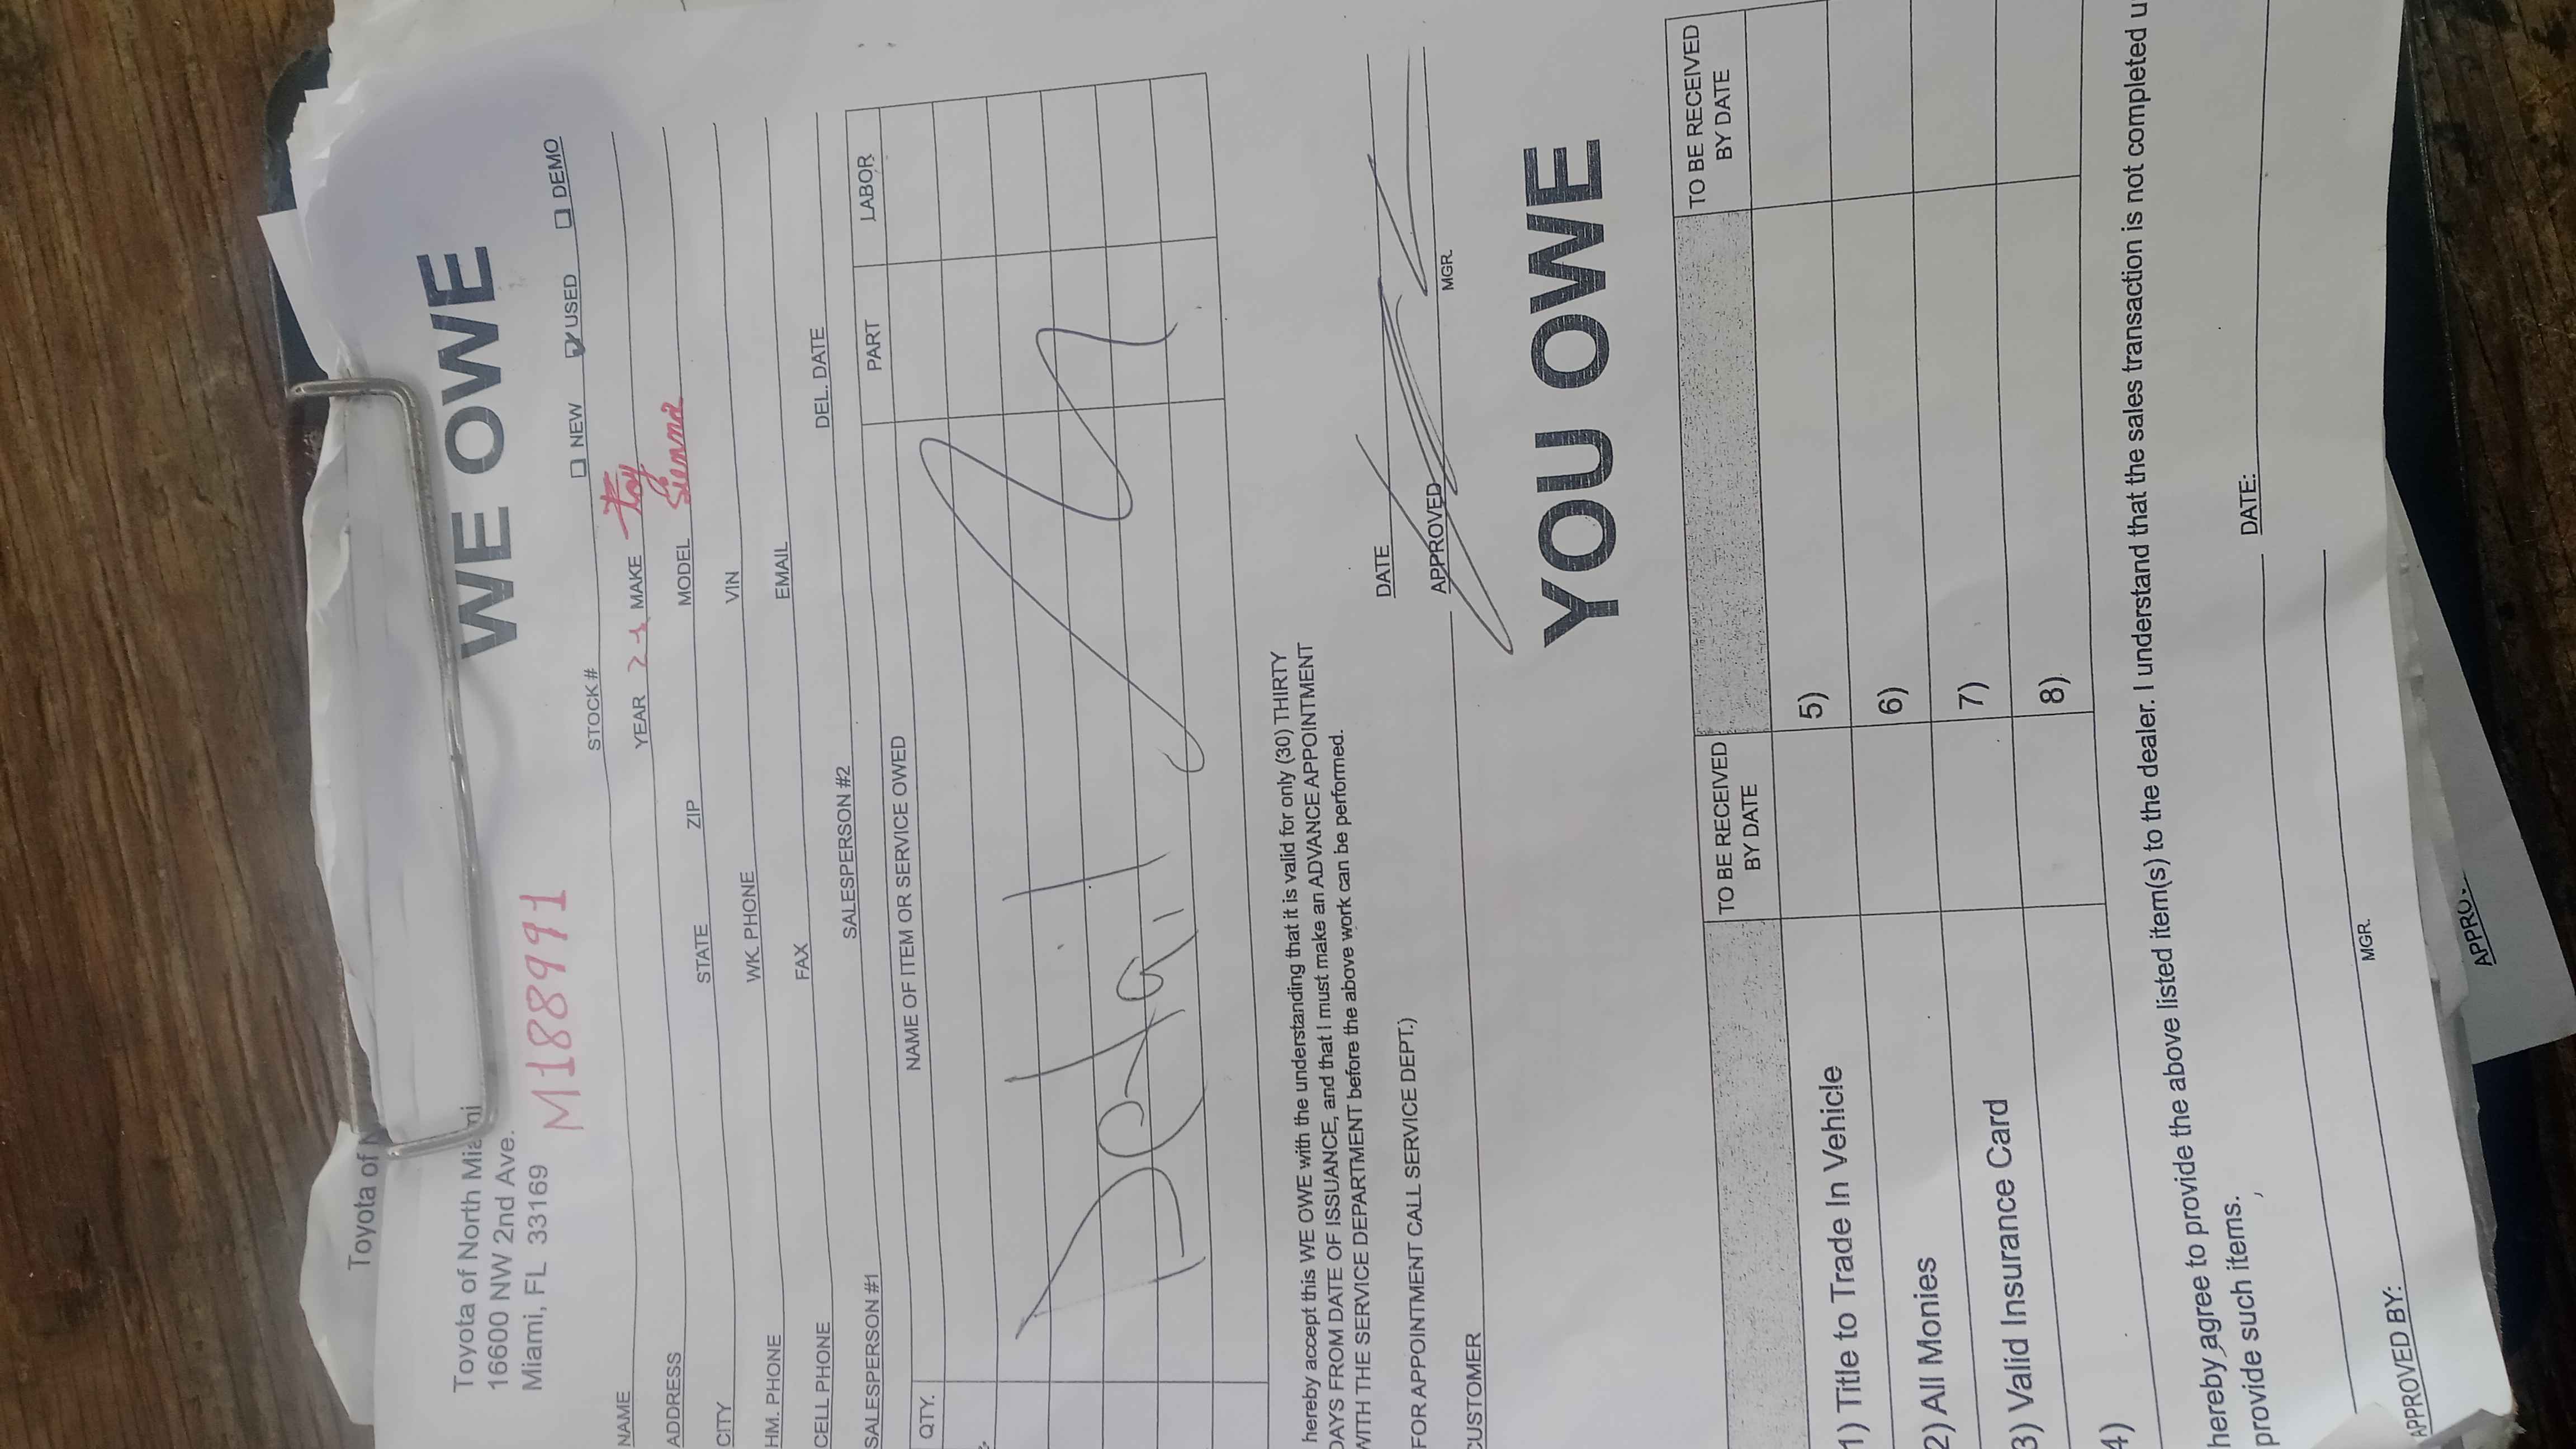 Toyota of
WE OWE
Toyota of North Miami
16600 NW 2nd Ave.
Miami, FL 33169
M188991
☐ NEW ☑ USED ☐ DEMO
STOCK #
NAME YEAR 21 MAKE Toy
ADDRESS MODEL Sienna
CITY STATE ZIP VIN
HM. PHONE WK. PHONE EMAIL
CELL PHONE FAX DEL. DATE
SALESPERSON #1 SALESPERSON #2
QTY. NAME OF ITEM OR SERVICE OWED PART LABOR
Detail
hereby accept this WE OWE with the understanding that it is valid for only (30) THIRTY
DAYS FROM DATE OF ISSUANCE, and that I must make an ADVANCE APPOINTMENT
WITH THE SERVICE DEPARTMENT before the above work can be performed.
DATE
FOR APPOINTMENT CALL SERVICE DEPT.)
CUSTOMER APPROVED MGR.
YOU OWE
TO BE RECEIVED BY DATE TO BE RECEIVED BY DATE
1) Title to Trade In Vehicle 5)
2) All Monies 6)
3) Valid Insurance Card 7)
4) 8)
hereby agree to provide the above listed item(s) to the dealer. I understand that the sales transaction is not completed u
provide such items.
DATE:
APPROVED BY: MGR.